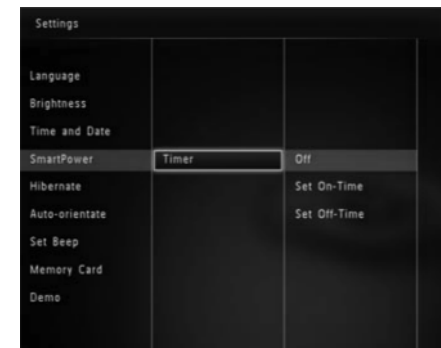 Settings
Language
Brightness
Time and Date
SmartPower
Timer
Off
Hibernate
Set On-Time
Auto-orientate
Set Off-Time
Set Beep
Memory Card
Demo